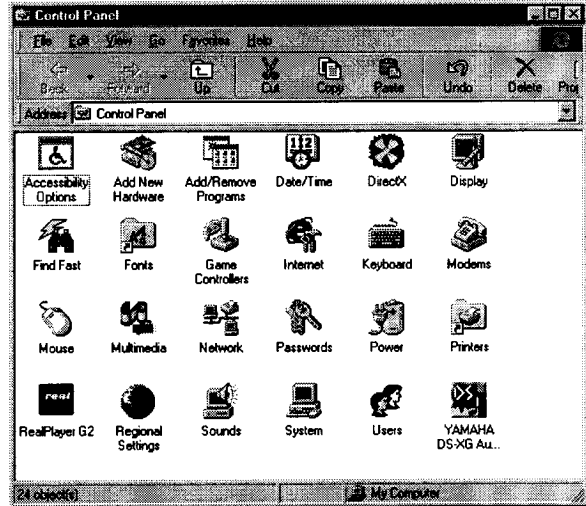 Control Panel
File Edit View Go Favorites Help
Back Forward Up Cut Copy Paste Undo Delete Prop
Address Control Panel
Accessibility Options
Add New Hardware
Add/Remove Programs
Date/Time
DirectX
Display
Find Fast
Fonts
Game Controllers
Internet
Keyboard
Modems
Mouse
Multimedia
Network
Passwords
Power
Printers
real
RealPlayer G2
Regional Settings
Sounds
System
Users
YAMAHA DS-XG Au...
24 object(s)
My Computer